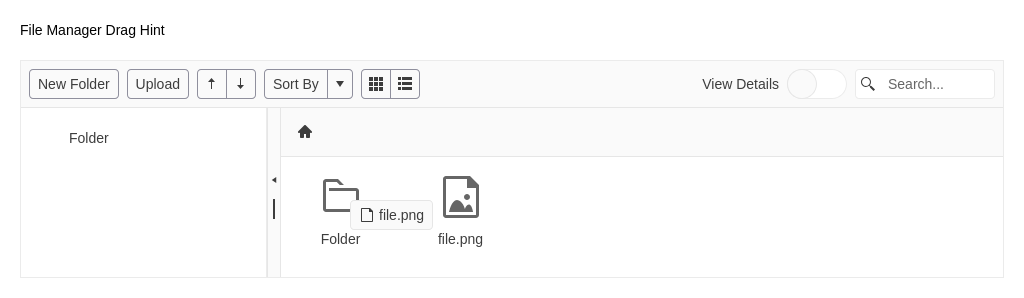 File Manager Drag Hint
New Folder Upload Sort By View Details Search...
Folder
file.png
Folder file.png